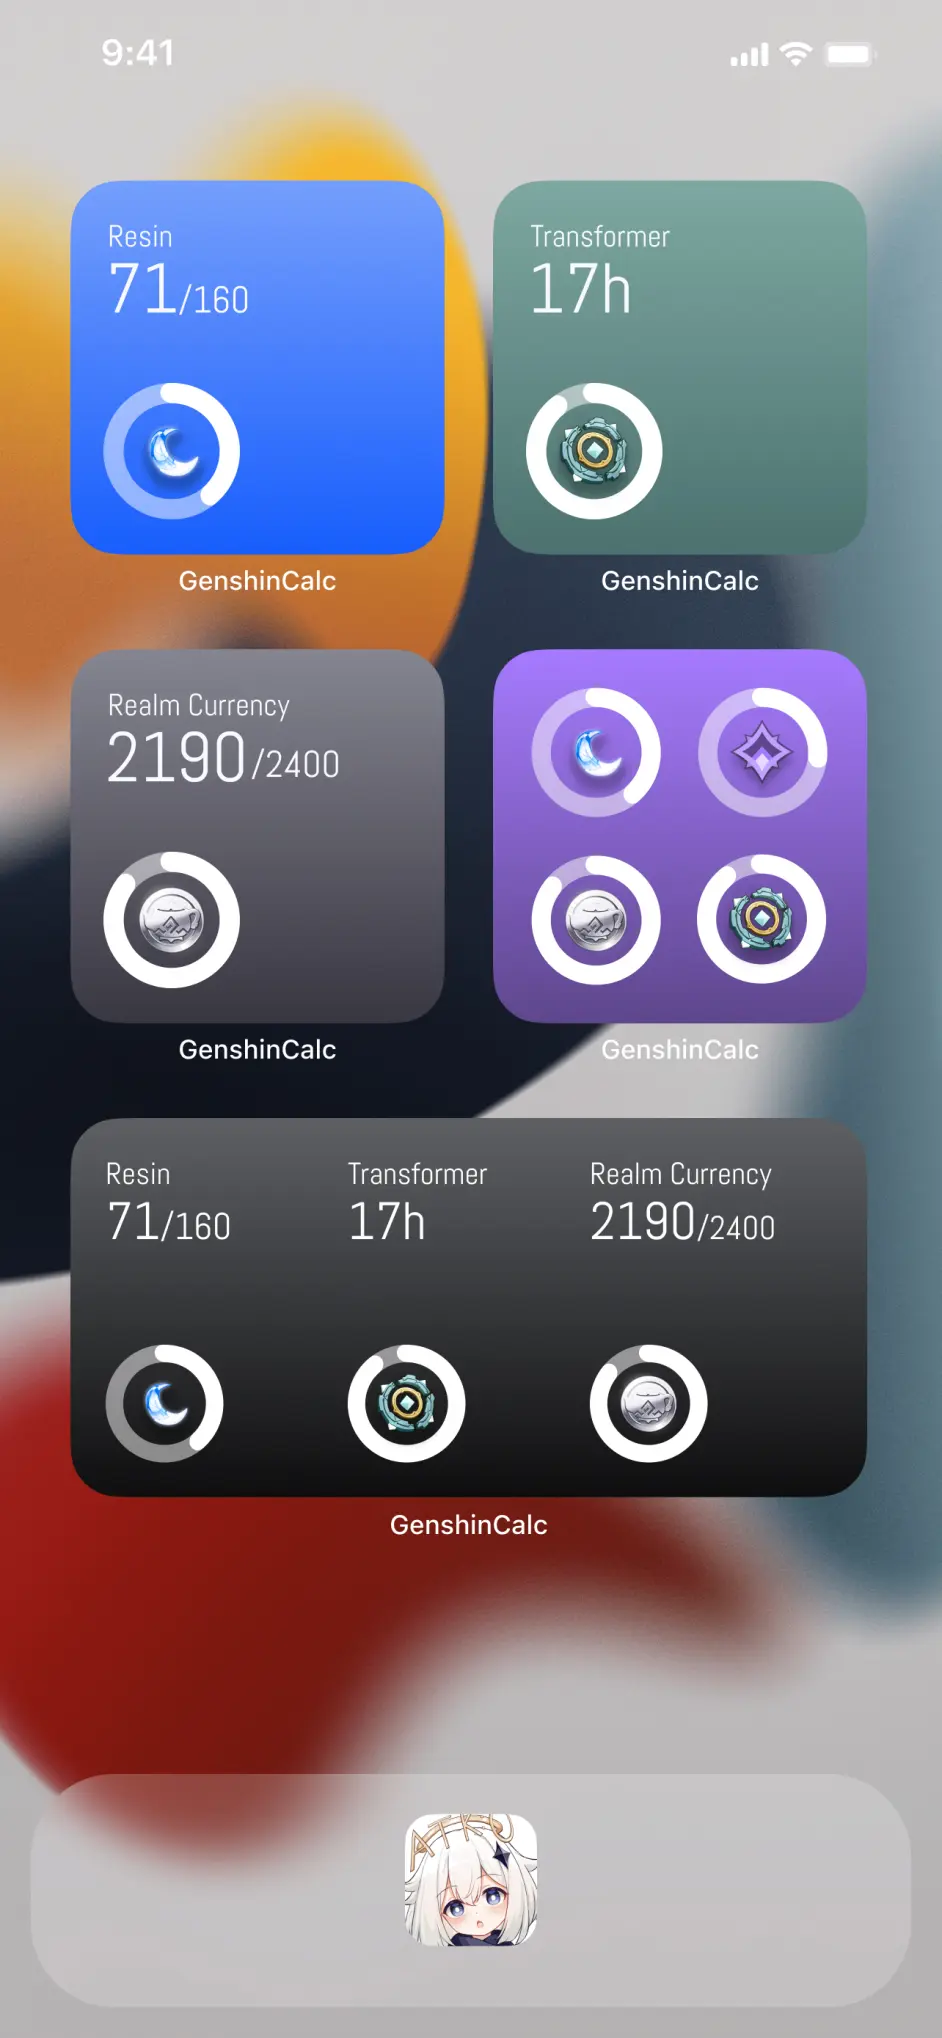 9:41
Resin
71/160
GenshinCalc
Transformer
17h
GenshinCalc
Realm Currency
2190/2400
GenshinCalc
GenshinCalc
Resin
71/160
Transformer
17h
Realm Currency
2190/2400
GenshinCalc
ATKO